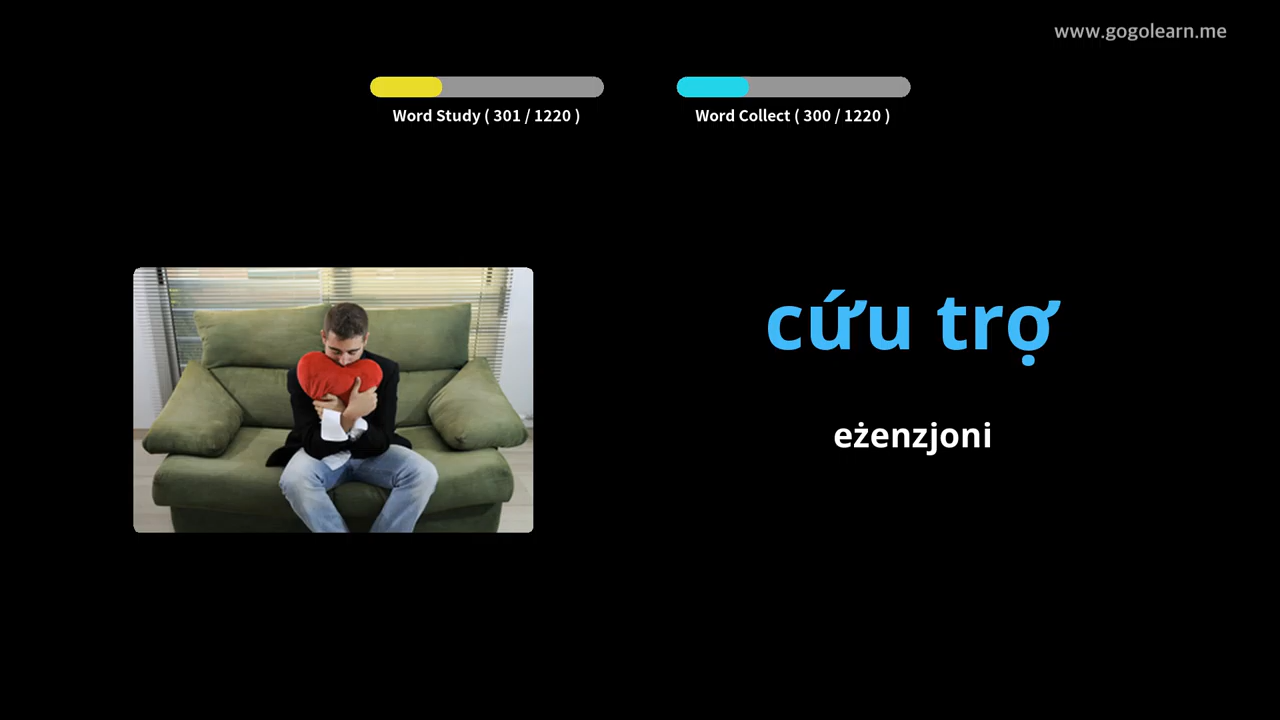 www.gogolearn.me
Word Study ( 301 / 1220 )
Word Collect ( 300 / 1220 )
cứu trợ
eżenzjoni